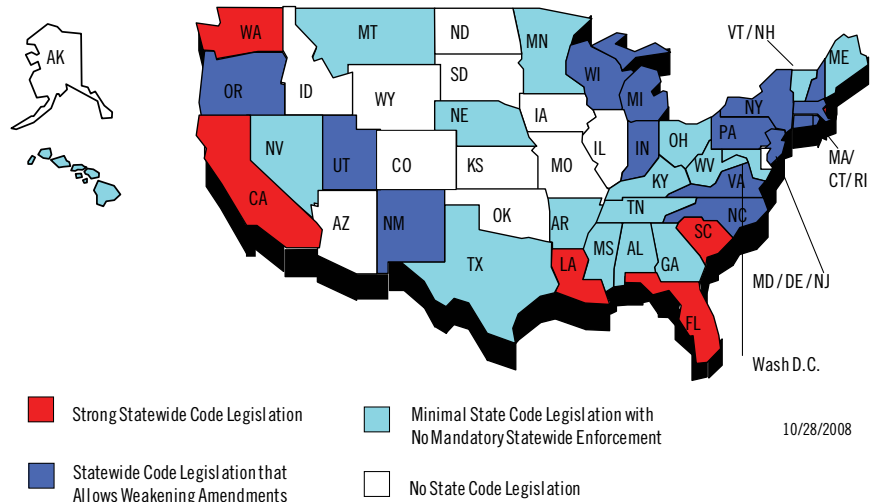 WA
MT
ND
MN
VT / NH
ME
AK
OR
ID
SD
WI
MI
NY
WY
NE
IA
IL
IN
OH
PA
NV
UT
CO
KS
MO
WV
VA
KY
MA/
CT/ RI
CA
AZ
NM
OK
AR
TN
NC
SC
TX
LA
MS
AL
GA
MD / DE / NJ
FL
Wash D.C.
Strong Statewide Code Legislation
Minimal State Code Legislation with
No Mandatory Statewide Enforcement
10/28/2008
Statewide Code Legislation that
Allows Weakening Amendments
No State Code Legislation